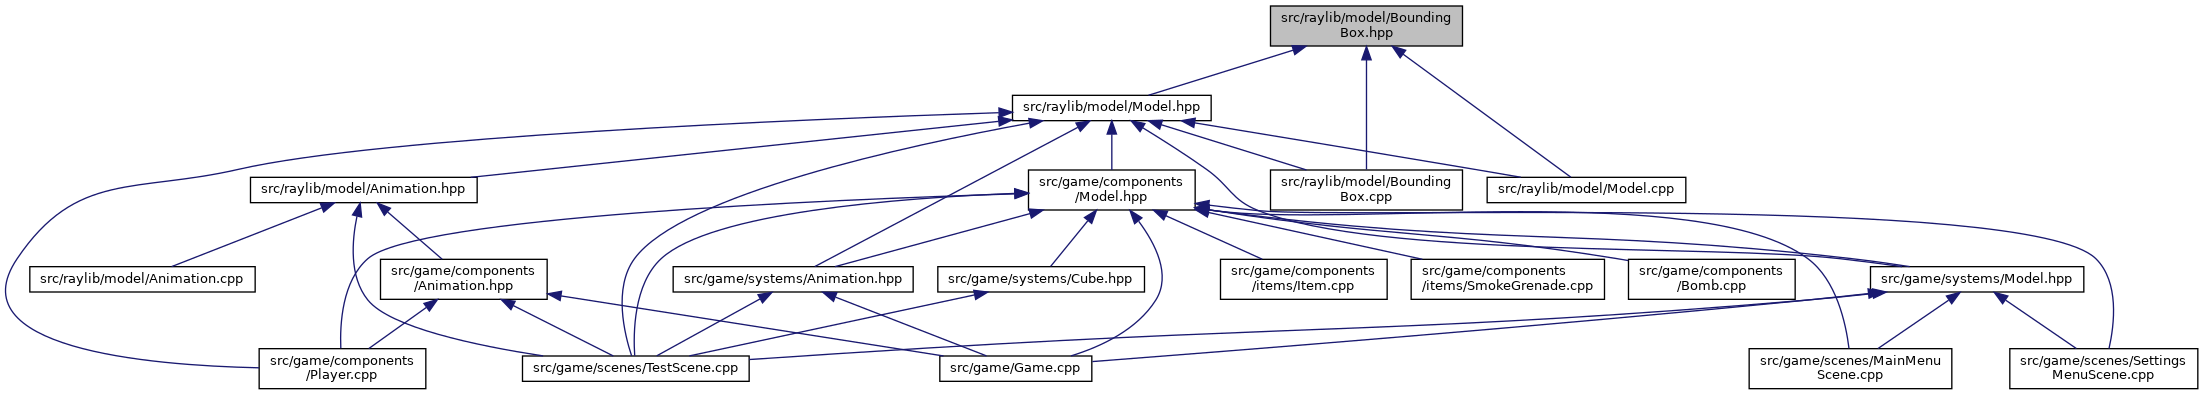 src/raylib/model/Bounding
Box.hpp
src/raylib/model/Model.hpp
src/raylib/model/Animation.hpp
src/game/components
/Model.hpp
src/raylib/model/Bounding
Box.cpp
src/raylib/model/Model.cpp
src/raylib/model/Animation.cpp
src/game/components
/Animation.hpp
src/game/systems/Animation.hpp
src/game/systems/Cube.hpp
src/game/components
/items/Item.cpp
src/game/components
/items/SmokeGrenade.cpp
src/game/components
/Bomb.cpp
src/game/systems/Model.hpp
src/game/components
/Player.cpp
src/game/scenes/TestScene.cpp
src/game/Game.cpp
src/game/scenes/MainMenu
Scene.cpp
src/game/scenes/Settings
MenuScene.cpp